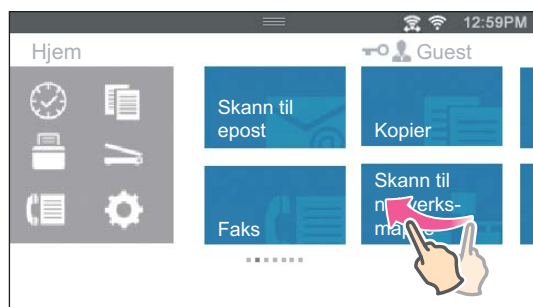 12:59PM
Hjem
Guest
Skann til
epost
Kopier
Faks
Skann til